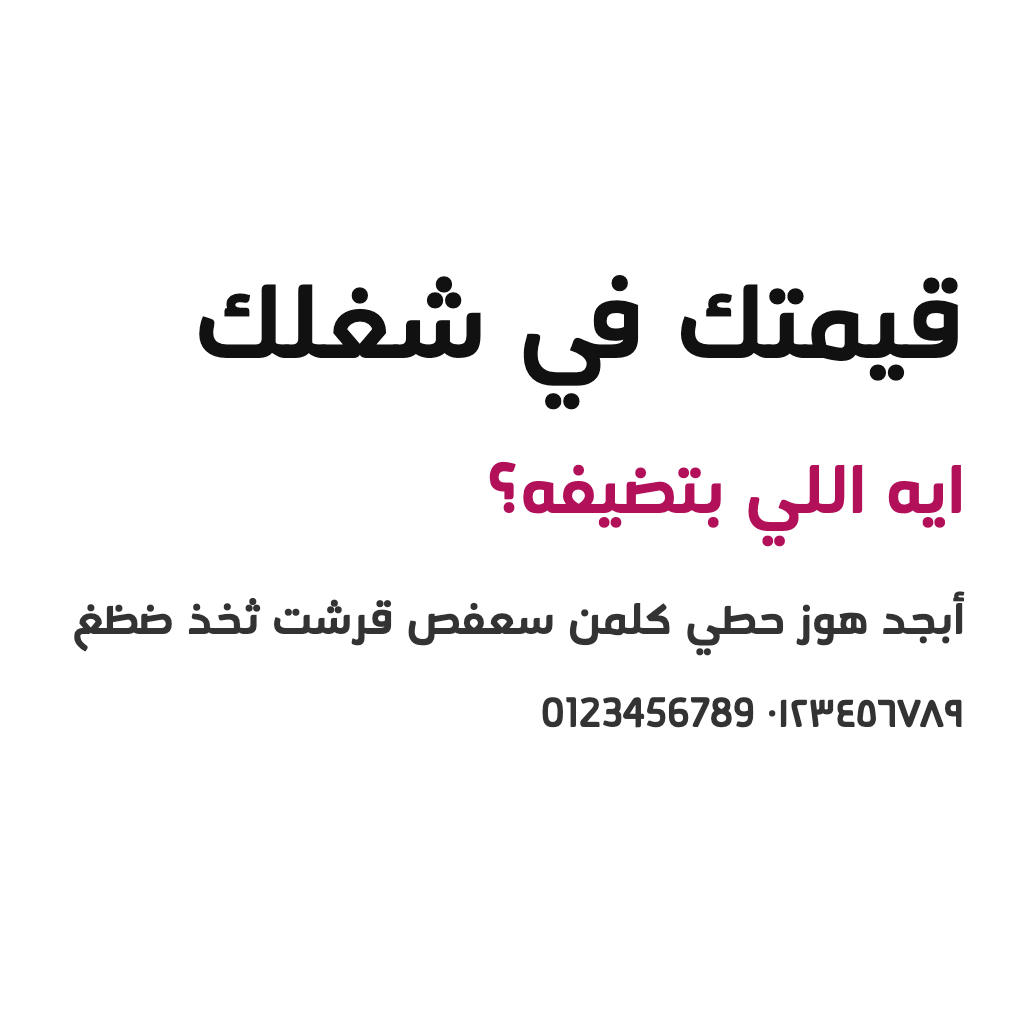 قيمتك في شغلك
ايه اللي بتضيفه؟
أبجد هوز حطي كلمن سعفص قرشت ثخذ ضظغ
٠١٢٣٤٥٦٧٨٩ 0123456789